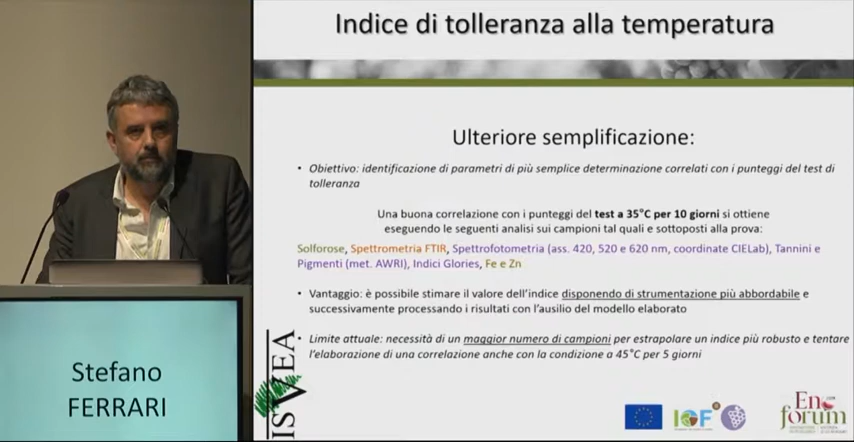 Indice di tolleranza alla temperatura
Ulteriore semplificazione:
• Obiettivo: identificazione di parametri di più semplice determinazione correlati con i punteggi del test di
tolleranza
Una buona correlazione con i punteggi del test a 35°C per 10 giorni si ottiene
eseguendo le seguenti analisi sui campioni tal quali e sottoposti alla prova:
Solforose, Spettrometria FTIR, Spettrofotometria (ass. 420, 520 e 620 nm, coordinate CIELab), Tannini e
Pigmenti (met. AWRI), Indici Glories, Fe e Zn
• Vantaggio: è possibile stimare il valore dell'indice disponendo di strumentazione più abbordabile e
successivamente processando i risultati con l'ausilio del modello elaborato
• Limite attuale: necessità di un maggior numero di campioni per estrapolare un indice più robusto e tentare
l'elaborazione di una correlazione anche con la condizione a 45°C per 5 giorni
Stefano
FERRARI
ISVEA
IOF
Enoforum